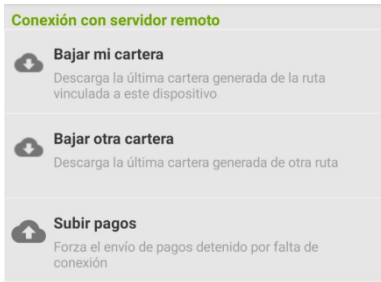 Conexión con servidor remoto
Bajar mi cartera
Descarga la última cartera generada de la ruta
vinculada a este dispositivo
Bajar otra cartera
Descarga la última cartera generada de otra ruta
Subir pagos
Forza el envío de pagos detenido por falta de
conexión